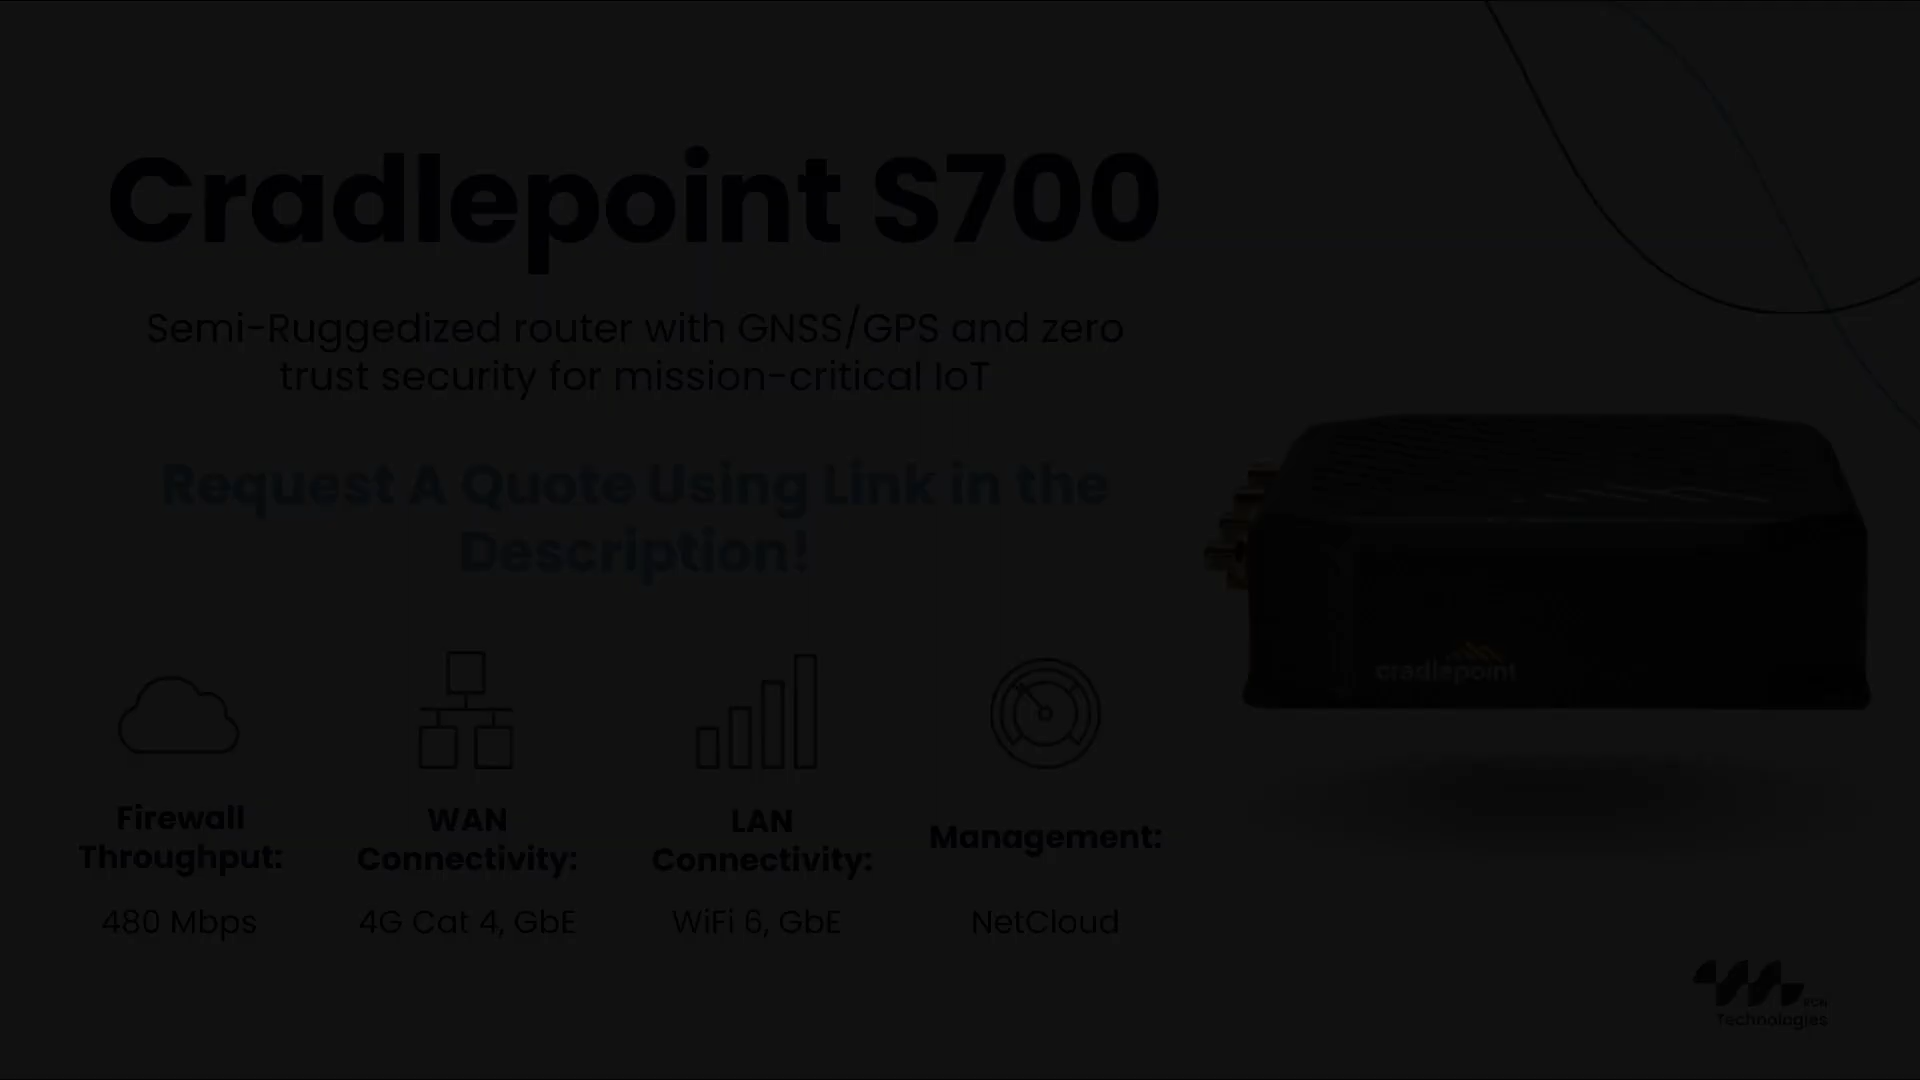 Cradlepoint S700
Semi-Ruggedized router with GNSS/GPS and zero
trust security for mission-critical IoT
Request A Quote Using Link in the
Description!
Firewall
Throughput:
480 Mbps
WAN
Connectivity:
4G Cat 4, GbE
LAN
Connectivity:
WiFi 6, GbE
Management:
NetCloud
cradlepoint
RCN
Technologies